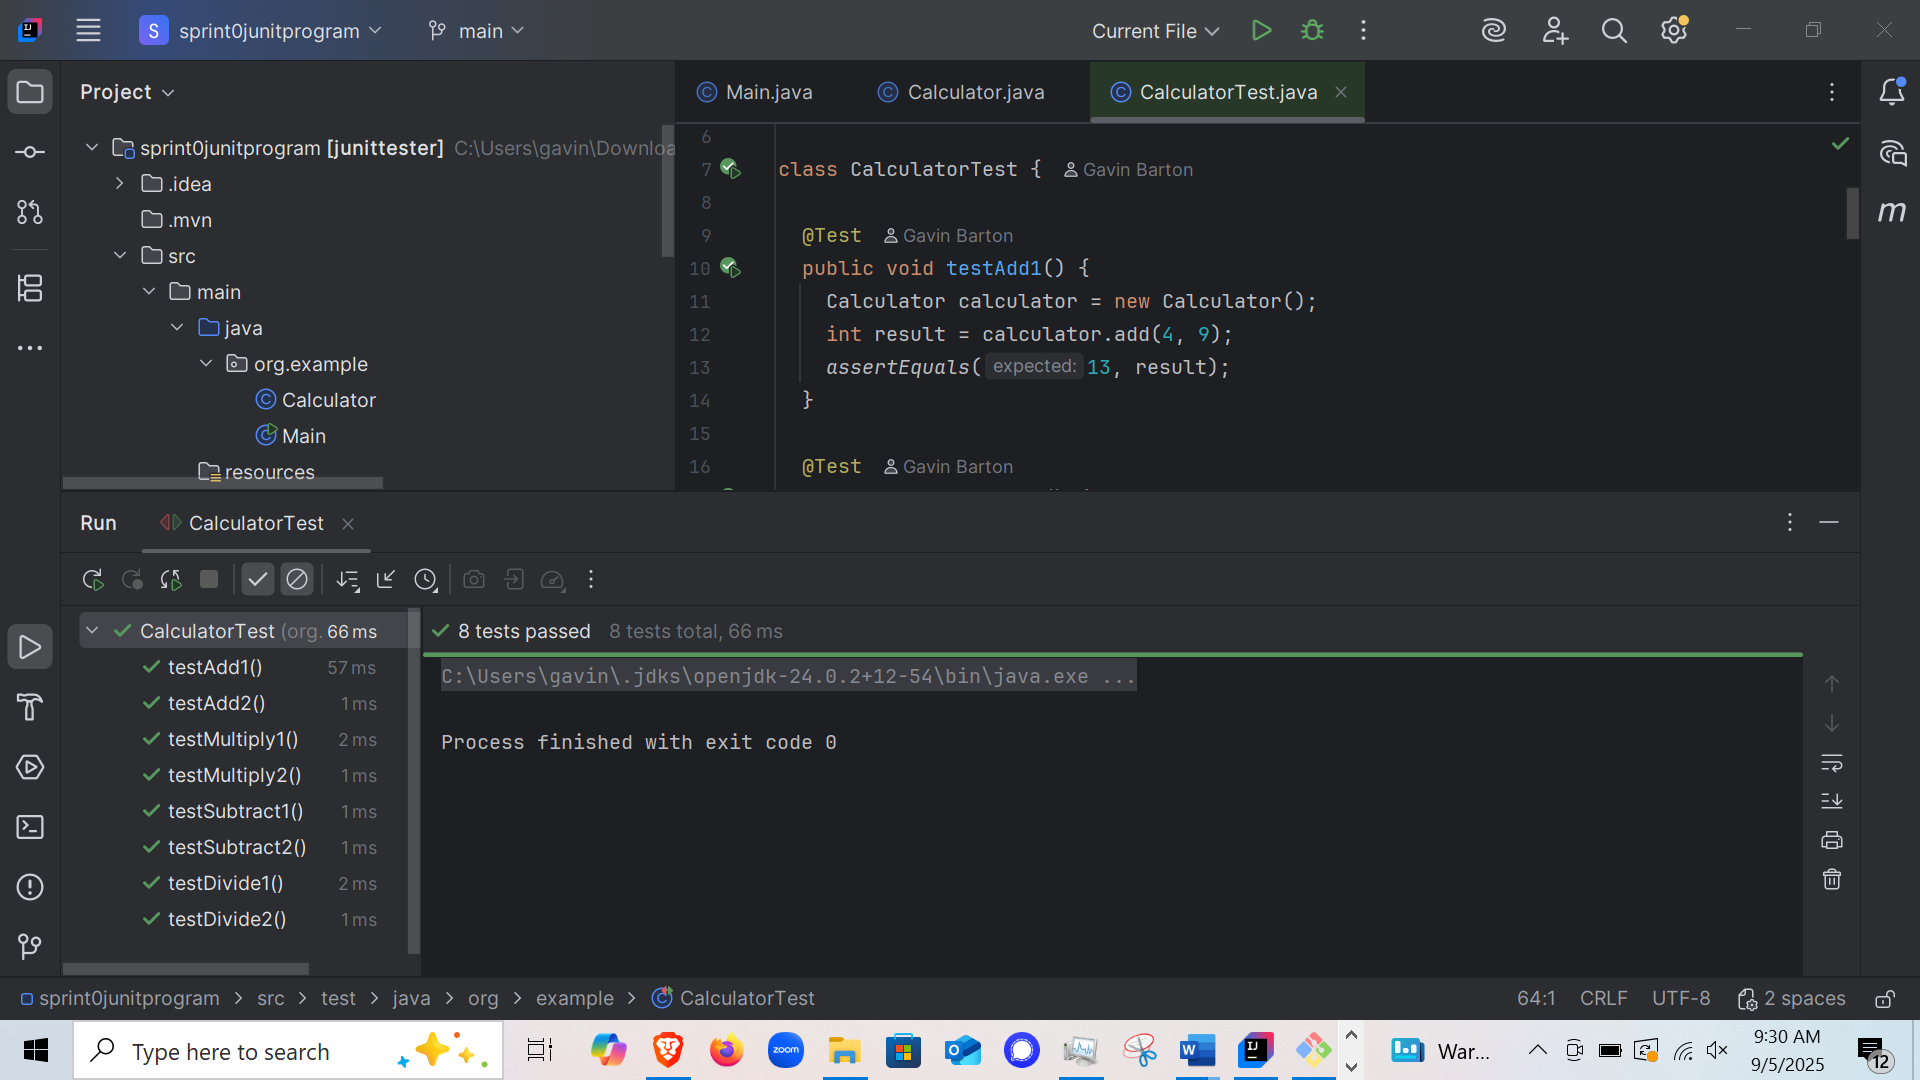 S sprint0junitprogram main Current File
Project
Main.java Calculator.java CalculatorTest.java
sprint0junitprogram [junittester] C:\Users\gavin\Downloa
.idea
.mvn
src
main
java
org.example
Calculator
Main
resources
6
7 class CalculatorTest { Gavin Barton
8
9 @Test Gavin Barton
10 public void testAdd1() {
11 Calculator calculator = new Calculator();
12 int result = calculator.add(4, 9);
13 assertEquals( expected: 13, result);
14 }
15
16 @Test Gavin Barton
m
Run CalculatorTest
CalculatorTest (org. 66 ms
testAdd1() 57 ms
testAdd2() 1 ms
testMultiply1() 2 ms
testMultiply2() 1 ms
testSubtract1() 1 ms
testSubtract2() 1 ms
testDivide1() 2 ms
testDivide2() 1 ms
8 tests passed 8 tests total, 66 ms
C:\Users\gavin\.jdks\openjdk-24.0.2+12-54\bin\java.exe ...
Process finished with exit code 0
sprint0junitprogram > src > test > java > org > example > CalculatorTest 64:1 CRLF UTF-8 2 spaces
Type here to search zoom W IJ War... 9:30 AM
9/5/2025 12